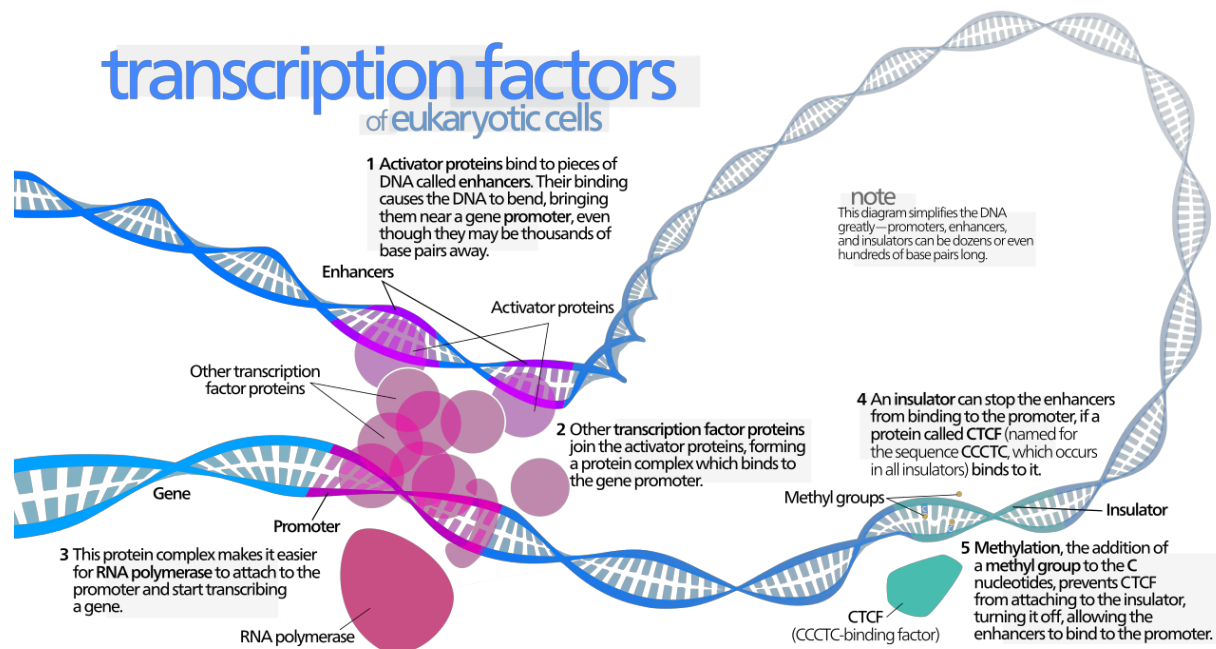 transcription factors
of eukaryotic cells
1 Activator proteins bind to pieces of
DNA called enhancers. Their binding
causes the DNA to bend, bringing
them near a gene promoter, even
though they may be thousands of
base pairs away.
note
This diagram simplifies the DNA
greatly—promoters, enhancers,
and insulators can be dozens or even
hundreds of base pairs long.
Enhancers
Activator proteins
Other transcription
factor proteins
2 Other transcription factor proteins
join the activator proteins, forming
a protein complex which binds to
the gene promoter.
4 An insulator can stop the enhancers
from binding to the promoter, if a
protein called CTCF (named for
the sequence CCCTC, which occurs
in all insulators) binds to it.
Gene
Promoter
Methyl groups
Insulator
3 This protein complex makes it easier
for RNA polymerase to attach to the
promoter and start transcribing
a gene.
RNA polymerase
CTCF
(CCCTC-binding factor)
5 Methylation, the addition of
a methyl group to the C
nucleotides, prevents CTCF
from attaching to the insulator,
turning it off, allowing the
enhancers to bind to the promoter.